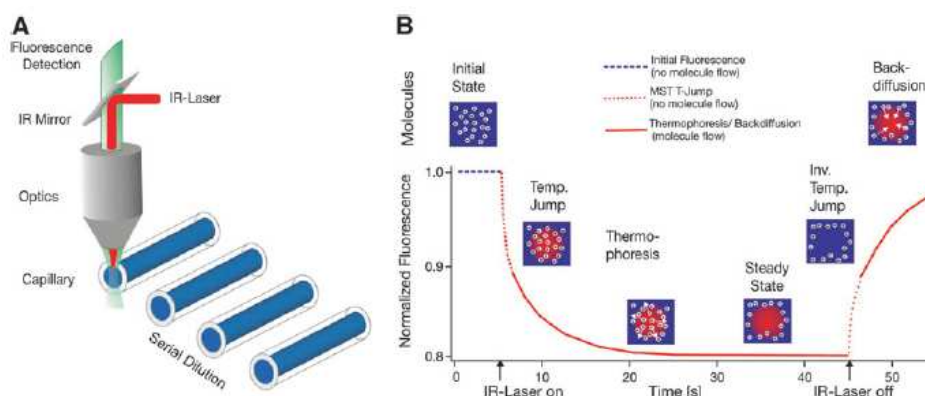 A
Fluorescence
Detection
IR-Laser
IR Mirror
Optics
Capillary
Serial Dilution
B
Molecules
Initial
State
Initial Fluorescence
(no molecule flow)
MST T-Jump
(no molecule flow)
Thermophoresis/ Backdiffusion
(molecule flow)
Back-
diffusion
Normalized Fluorescence
1.0
0.9
0.8
Temp.
Jump
Thermo-
phoresis
Steady
State
Inv.
Temp.
Jump
0 10 20 30 40 50
IR-Laser on Time [s] IR-Laser off